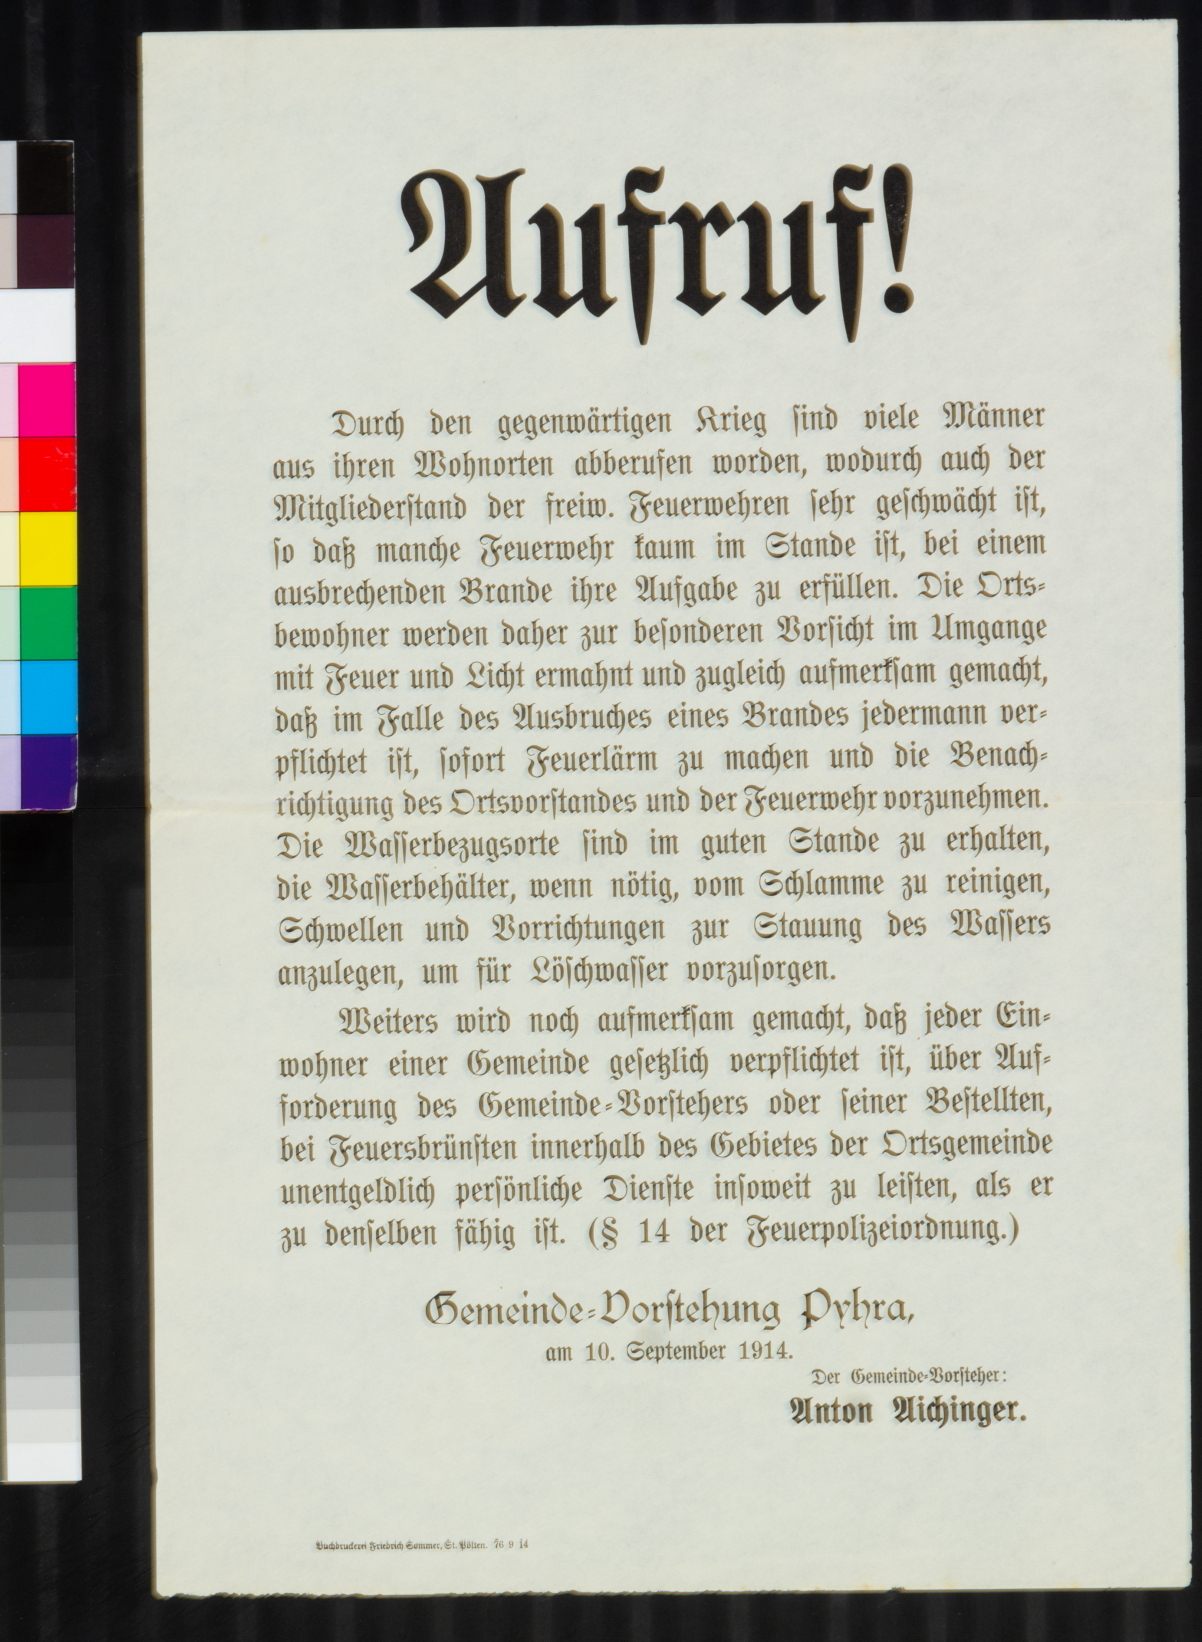 Aufruf!
Durch den gegenwärtigen Krieg sind viele Männer
aus ihren Wohnorten abberufen worden, wodurch auch der
Mitgliederstand der freiw. Feuerwehren sehr geschwächt ist,
so daß manche Feuerwehr kaum im Stande ist, bei einem
ausbrechenden Brande ihre Aufgabe zu erfüllen. Die Orts-
bewohner werden daher zur besonderen Vorsicht im Umgange
mit Feuer und Licht ermahnt und zugleich aufmerksam gemacht,
daß im Falle des Ausbruches eines Brandes jedermann ver-
pflichtet ist, sofort Feuerlärm zu machen und die Benach-
richtigung des Ortsvorstandes und der Feuerwehr vorzunehmen.
Die Wasserbezugsorte sind im guten Stande zu erhalten,
die Wasserbehälter, wenn nötig, vom Schlamme zu reinigen,
Schwellen und Vorrichtungen zur Stauung des Wassers
anzulegen, um für Löschwasser vorzusorgen.
Weiters wird noch aufmerksam gemacht, daß jeder Ein-
wohner einer Gemeinde gesetzlich verpflichtet ist, über Auf-
forderung des Gemeinde-Vorstehers oder seiner Bestellten,
bei Feuersbrünsten innerhalb des Gebietes der Ortsgemeinde
unentgeldlich persönliche Dienste insoweit zu leisten, als er
zu denselben fähig ist. (§ 14 der Feuerpolizeiordnung.)
Gemeinde-Vorstehung Pyhra,
am 10. September 1914.
Der Gemeinde-Vorsteher:
Anton Aichinger.
Buchdruckerei Friedrich Sommer, St. Pölten. 76 9 14